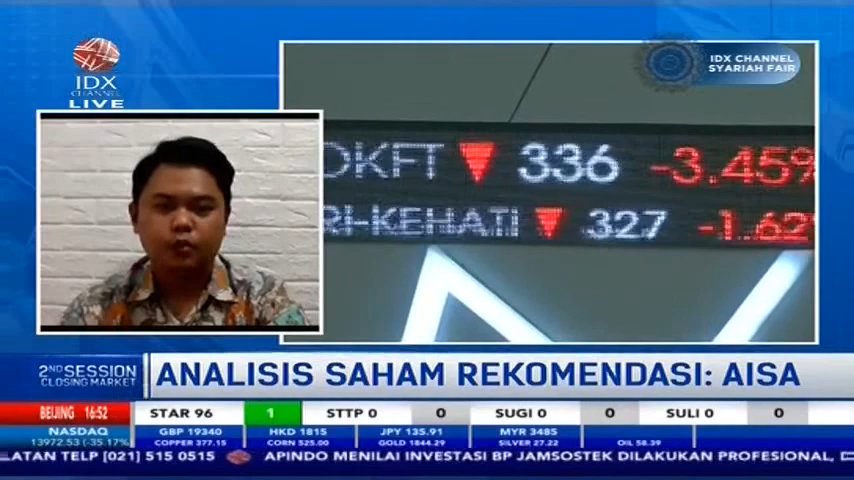 IDX
CHANNEL
LIVE
IDX CHANNEL
SYARIAH FAIR
OKFT ▼ 336 -3.45%
RI-KEHATI ▼ 327 -1.62
2ND SESSION
CLOSING MARKET
ANALISIS SAHAM REKOMENDASI: AISA
BEIJING 16:52 STAR 96 1 STTP 0 0 SUGI 0 0 SULI 0 0
NASDAQ GBP 19340 HKD 1815 JPY 135.91 MYR 3485
13972.53 (-35.17%) COPPER 377.15 CORN 525.00 GOLD 1844.29 SILVER 27.22 OIL 58.39
LATAN TELP (021) 515 0515 APINDO MENILAI INVESTASI BP JAMSOSTEK DILAKUKAN PROFESIONAL,